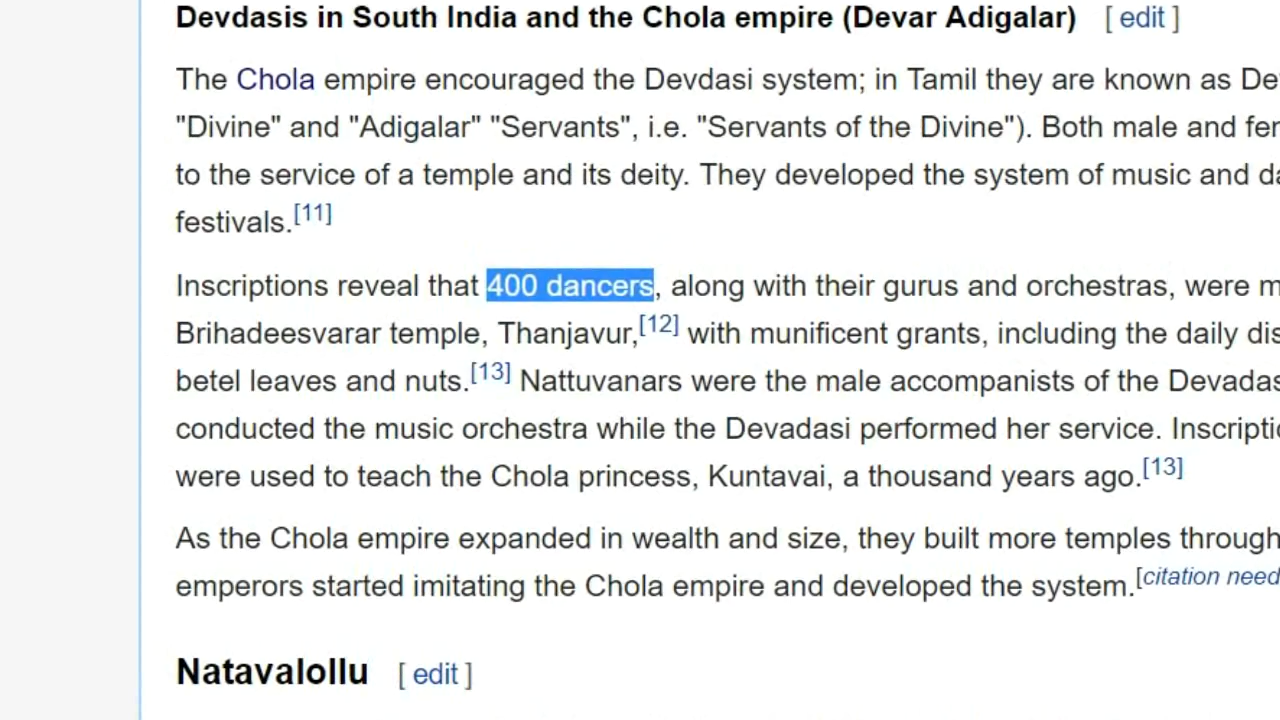 Devdasis in South India and the Chola empire (Devar Adigalar) [ edit ]
The Chola empire encouraged the Devdasi system; in Tamil they are known as
"Divine" and "Adigalar" "Servants", i.e. "Servants of the Divine"). Both male and
to the service of a temple and its deity. They developed the system of music and
festivals.[11]
Inscriptions reveal that 400 dancers, along with their gurus and orchestras, were
Brihadeesvarar temple, Thanjavur,[12] with munificent grants, including the daily
betel leaves and nuts.[13] Nattuvanars were the male accompanists of the
conducted the music orchestra while the Devadasi performed her service.
were used to teach the Chola princess, Kuntavai, a thousand years ago.[13]
As the Chola empire expanded in wealth and size, they built more temples
emperors started imitating the Chola empire and developed the system.[citation
Natavalollu [ edit ]